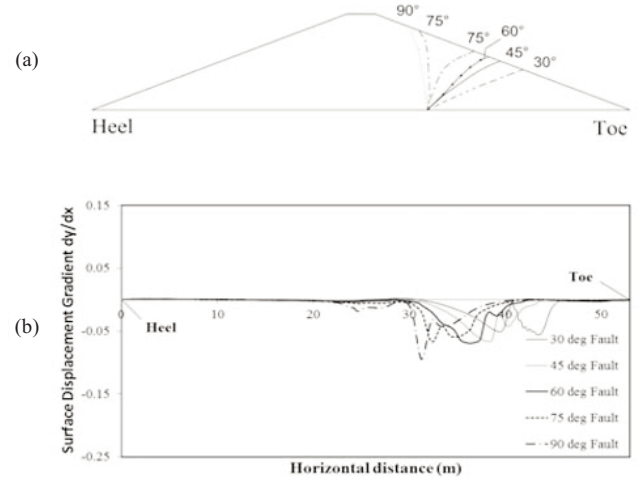 (a)
90°
75°
75°
60°
45°
30°
Heel
Toe
(b)
Surface Displacement Gradient dy/dx
0.15
0.05
-0.05
-0.15
-0.25
0
10
20
30
40
50
Heel
Toe
30 deg Fault
45 deg Fault
60 deg Fault
75 deg Fault
90 deg Fault
Horizontal distance (m)